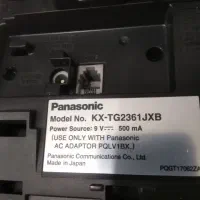 Panasonic
Model No. KX-TG2361JXB
Power Source: 9 V⎓ 500 mA
(USE ONLY WITH Panasonic
AC ADAPTOR PQLV1BX.)
Panasonic Communications Co., Ltd.
Made in Japan
PQGT17062ZA